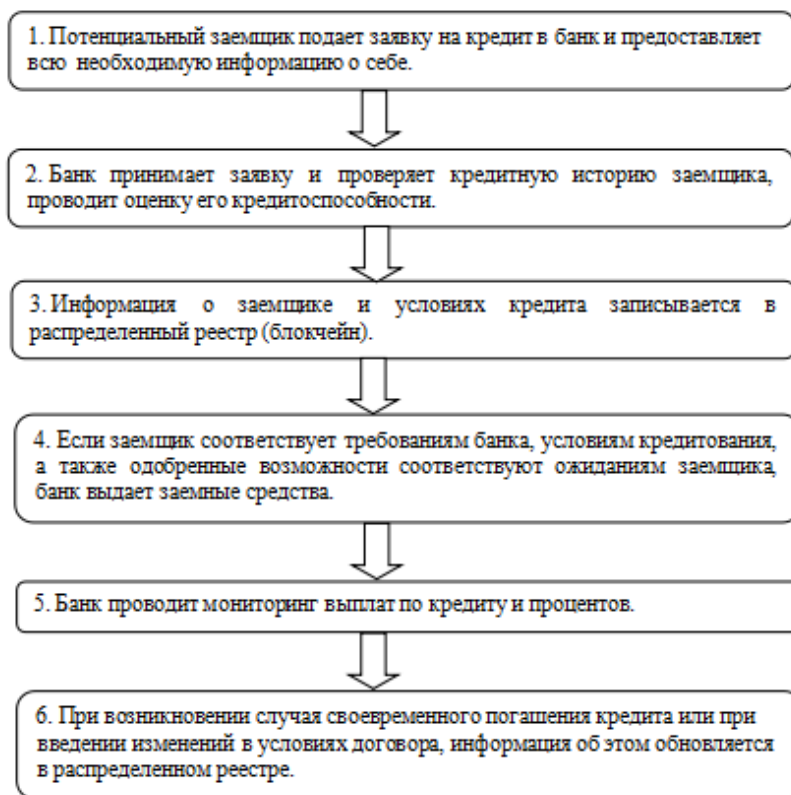 1. Потенциальный заемщик подает заявку на кредит в банк и предоставляет
всю необходимую информацию о себе.
2. Банк принимает заявку и проверяет кредитную историю заемщика,
проводит оценку его кредитоспособности.
3. Информация о заемщике и условиях кредита записывается в
распределенный реестр (блокчейн).
4. Если заемщик соответствует требованиям банка, условиям кредитования,
а также одобренные возможности соответствуют ожиданиям заемщика,
банк выдает заемные средства.
5. Банк проводит мониторинг выплат по кредиту и процентов.
6. При возникновении случая своевременного погашения кредита или при
введении изменений в условиях договора, информация об этом обновляется
в распределенном реестре.